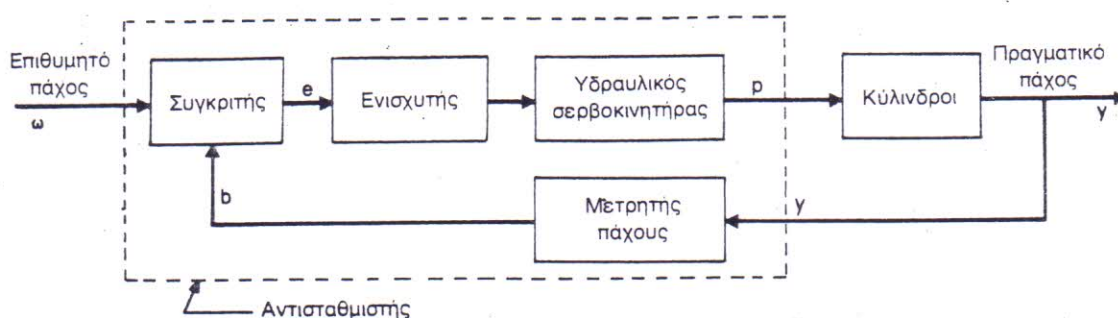 Επιθυμητό
πάχος
ω
Συγκριτής
e
Ενισχυτής
Υδραυλικός
σερβοκινητήρας
p
Κύλινδροι
Πραγματικό
πάχος
y
b
Μετρητής
πάχους
y
Αντισταθμιστής